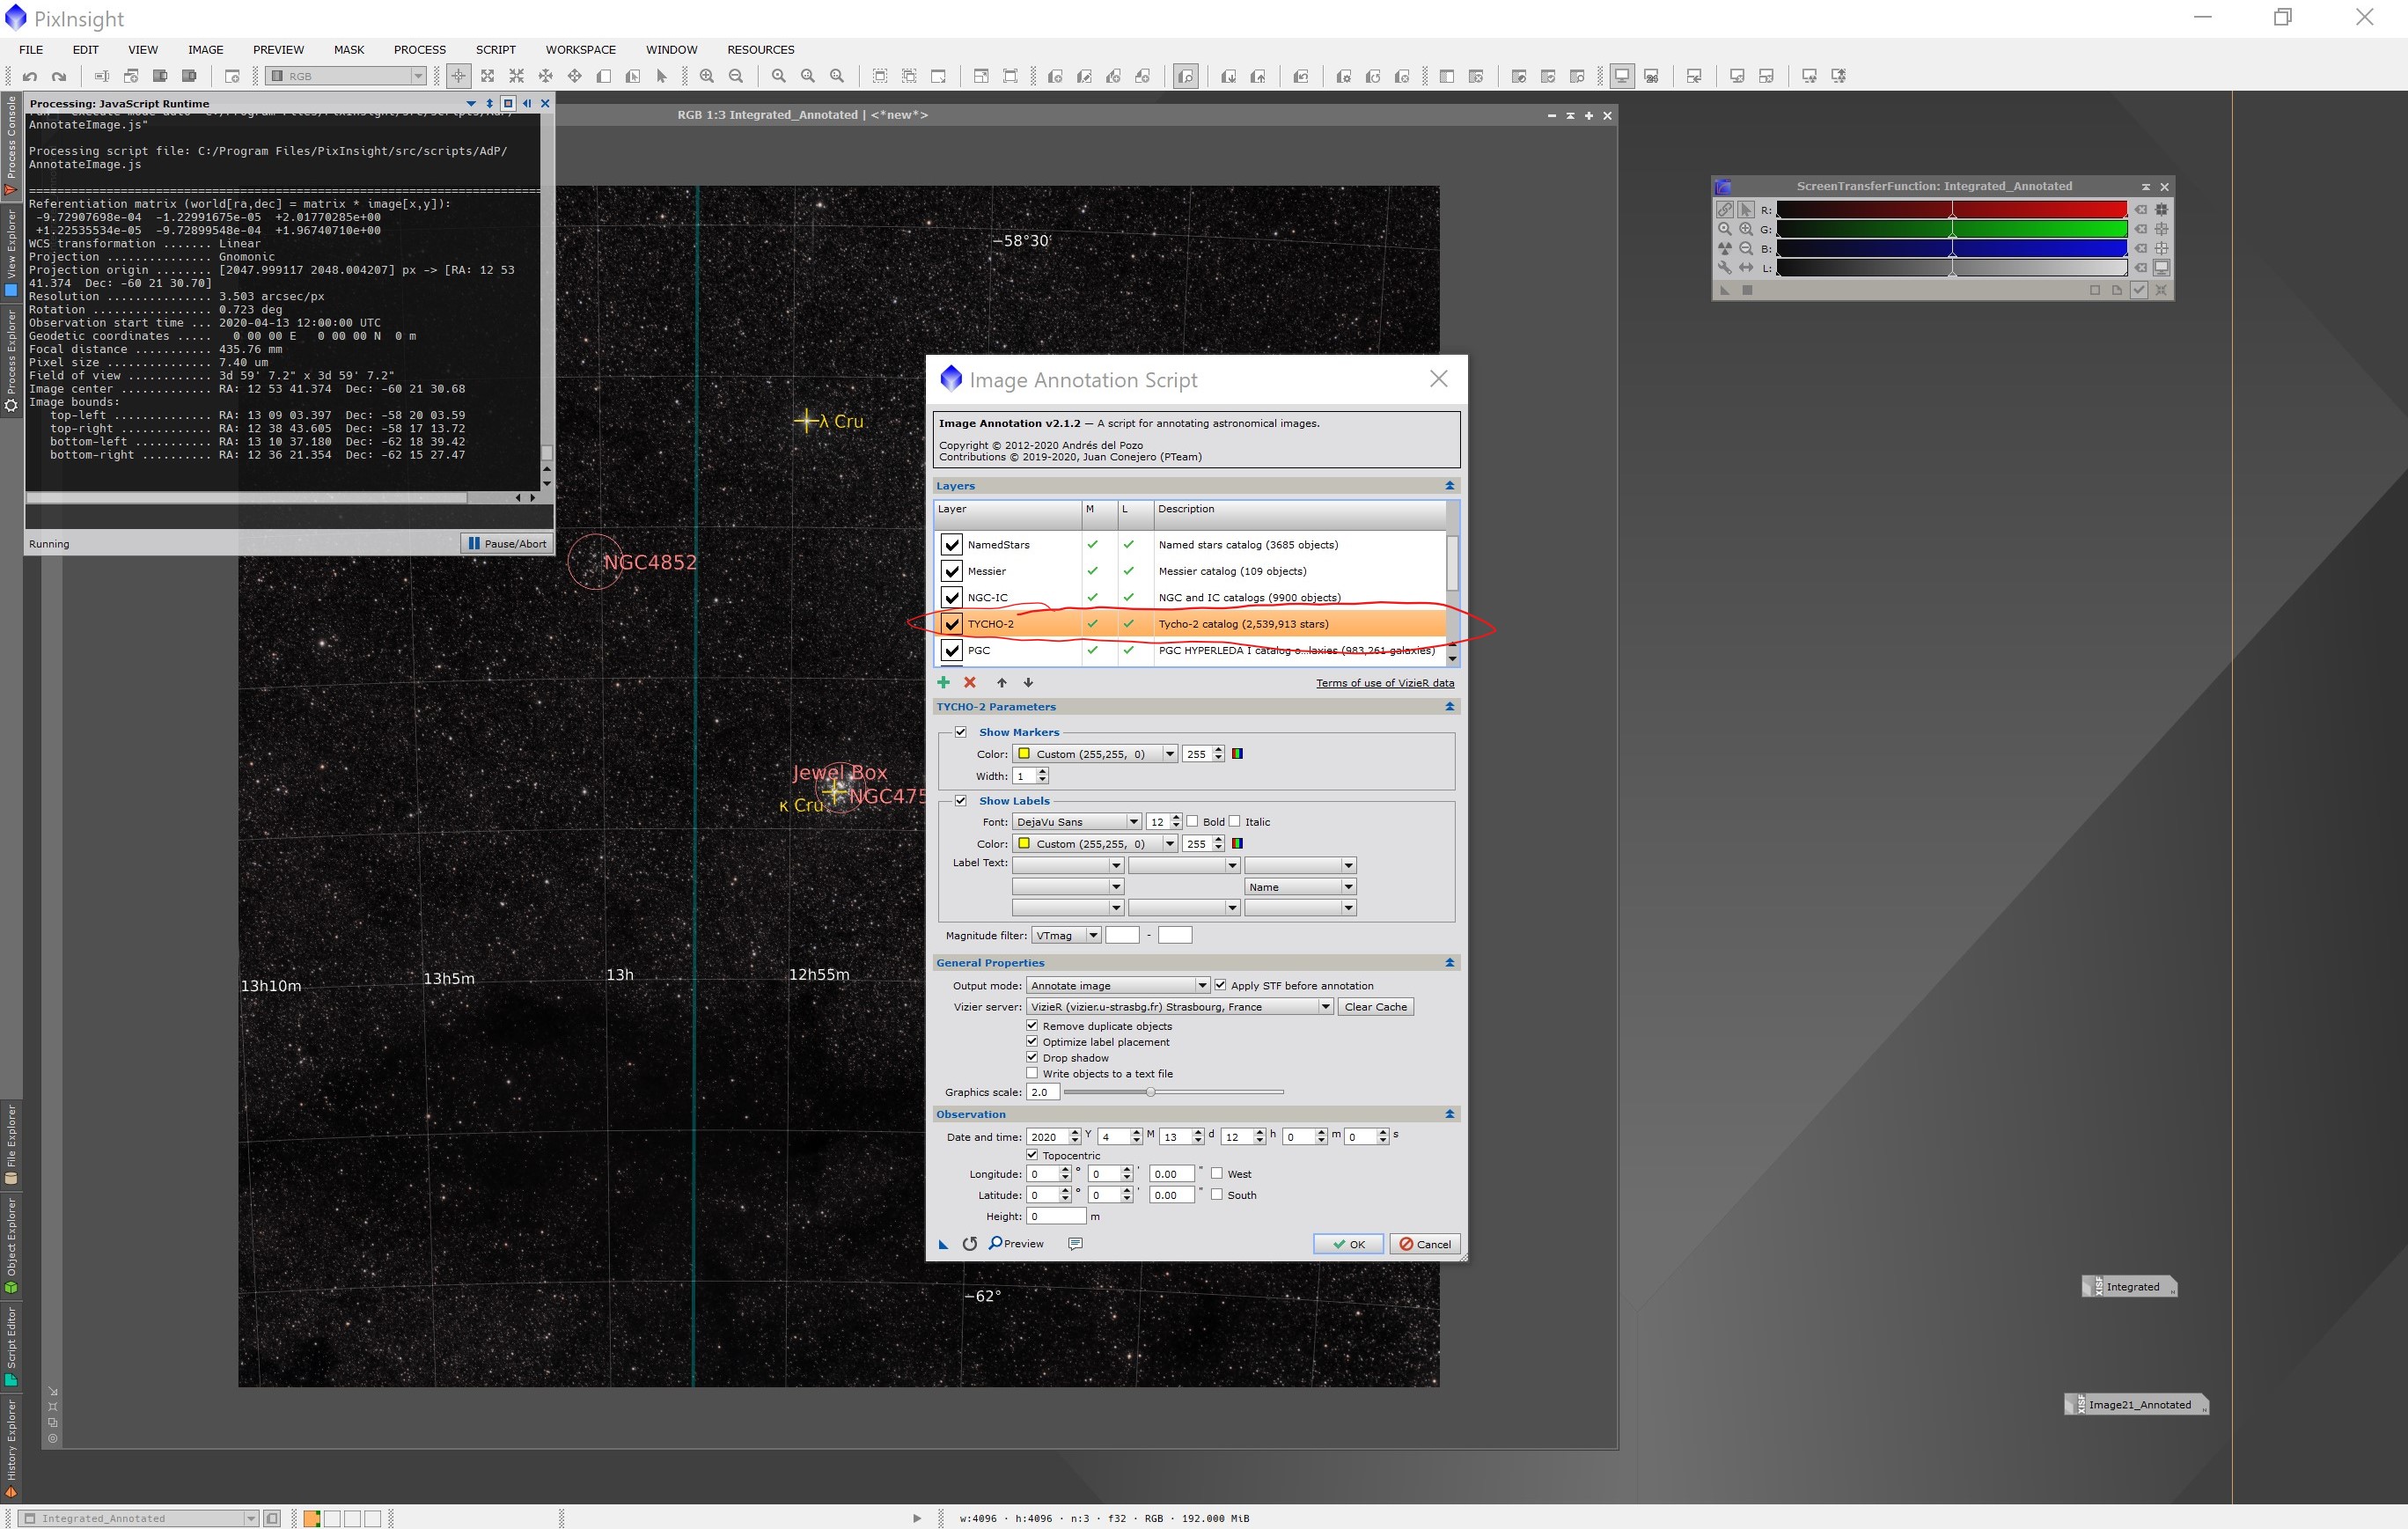 PixInsight
FILE EDIT VIEW IMAGE PREVIEW MASK PROCESS SCRIPT WORKSPACE WINDOW RESOURCES
RGB
Process Console
View Explorer
Process Explorer
File Explorer
Object Explorer
Script Editor
History Explorer
Processing: JavaScript Runtime
AnnotateImage.js"
Processing script file: C:/Program Files/PixInsight/src/scripts/AdP/
AnnotateImage.js
================================================================================
Referentiation matrix (world[ra,dec] = matrix * image[x,y]):
-9.72907698e-04 -1.22991675e-05 +2.01770285e+00
+1.22535534e-05 -9.72899548e-04 +1.96740710e+00
WCS transformation ....... Linear
Projection ............... Gnomonic
Projection origin ........ [2047.999117 2048.004207] px -> [RA: 12 53
41.374 Dec: -60 21 30.70]
Resolution ............... 3.503 arcsec/px
Rotation ................. 0.723 deg
Observation start time ... 2020-04-13 12:00:00 UTC
Geodetic coordinates ..... 0 00 00 E 0 00 00 N 0 m
Focal distance ........... 435.76 mm
Pixel size ............... 7.40 um
Field of view ............ 3d 59' 7.2" x 3d 59' 7.2"
Image center ............. RA: 12 53 41.374 Dec: -60 21 30.68
Image bounds:
top-left .............. RA: 13 09 03.397 Dec: -58 20 03.59
top-right ............. RA: 12 38 43.605 Dec: -58 17 13.72
bottom-left ........... RA: 13 10 37.180 Dec: -62 18 39.42
bottom-right .......... RA: 12 36 21.354 Dec: -62 15 27.47
Running
Pause/Abort
RGB 1:3 Integrated_Annotated | <*new*>
−58°30'
λ Cru
NGC4852
Jewel Box
κ Cru
NGC475
13h10m
13h5m
13h
12h55m
−62°
ScreenTransferFunction: Integrated_Annotated
R:
G:
B:
L:
Image Annotation Script
Image Annotation v2.1.2 — A script for annotating astronomical images.
Copyright © 2012-2020 Andrés del Pozo
Contributions © 2019-2020, Juan Conejero (PTeam)
Layers
Layer M L Description
NamedStars Named stars catalog (3685 objects)
Messier Messier catalog (109 objects)
NGC-IC NGC and IC catalogs (9900 objects)
TYCHO-2 Tycho-2 catalog (2,539,913 stars)
PGC PGC HYPERLEDA I catalog o...laxies (983,261 galaxies)
Terms of use of VizieR data
TYCHO-2 Parameters
Show Markers
Color: Custom (255,255, 0) 255
Width: 1
Show Labels
Font: DejaVu Sans 12 Bold Italic
Color: Custom (255,255, 0) 255
Label Text:
Name
Magnitude filter: VTmag -
General Properties
Output mode: Annotate image Apply STF before annotation
Vizier server: VizieR (vizier.u-strasbg.fr) Strasbourg, France Clear Cache
Remove duplicate objects
Optimize label placement
Drop shadow
Write objects to a text file
Graphics scale: 2.0
Observation
Date and time: 2020 Y 4 M 13 d 12 h 0 m 0 s
Topocentric
Longitude: 0 ° 0 ' 0.00 " West
Latitude: 0 ° 0 ' 0.00 " South
Height: 0 m
Preview OK Cancel
XISF Integrated
XISF Image21_Annotated
Integrated_Annotated
w:4096 · h:4096 · n:3 · f32 · RGB · 192.000 MiB